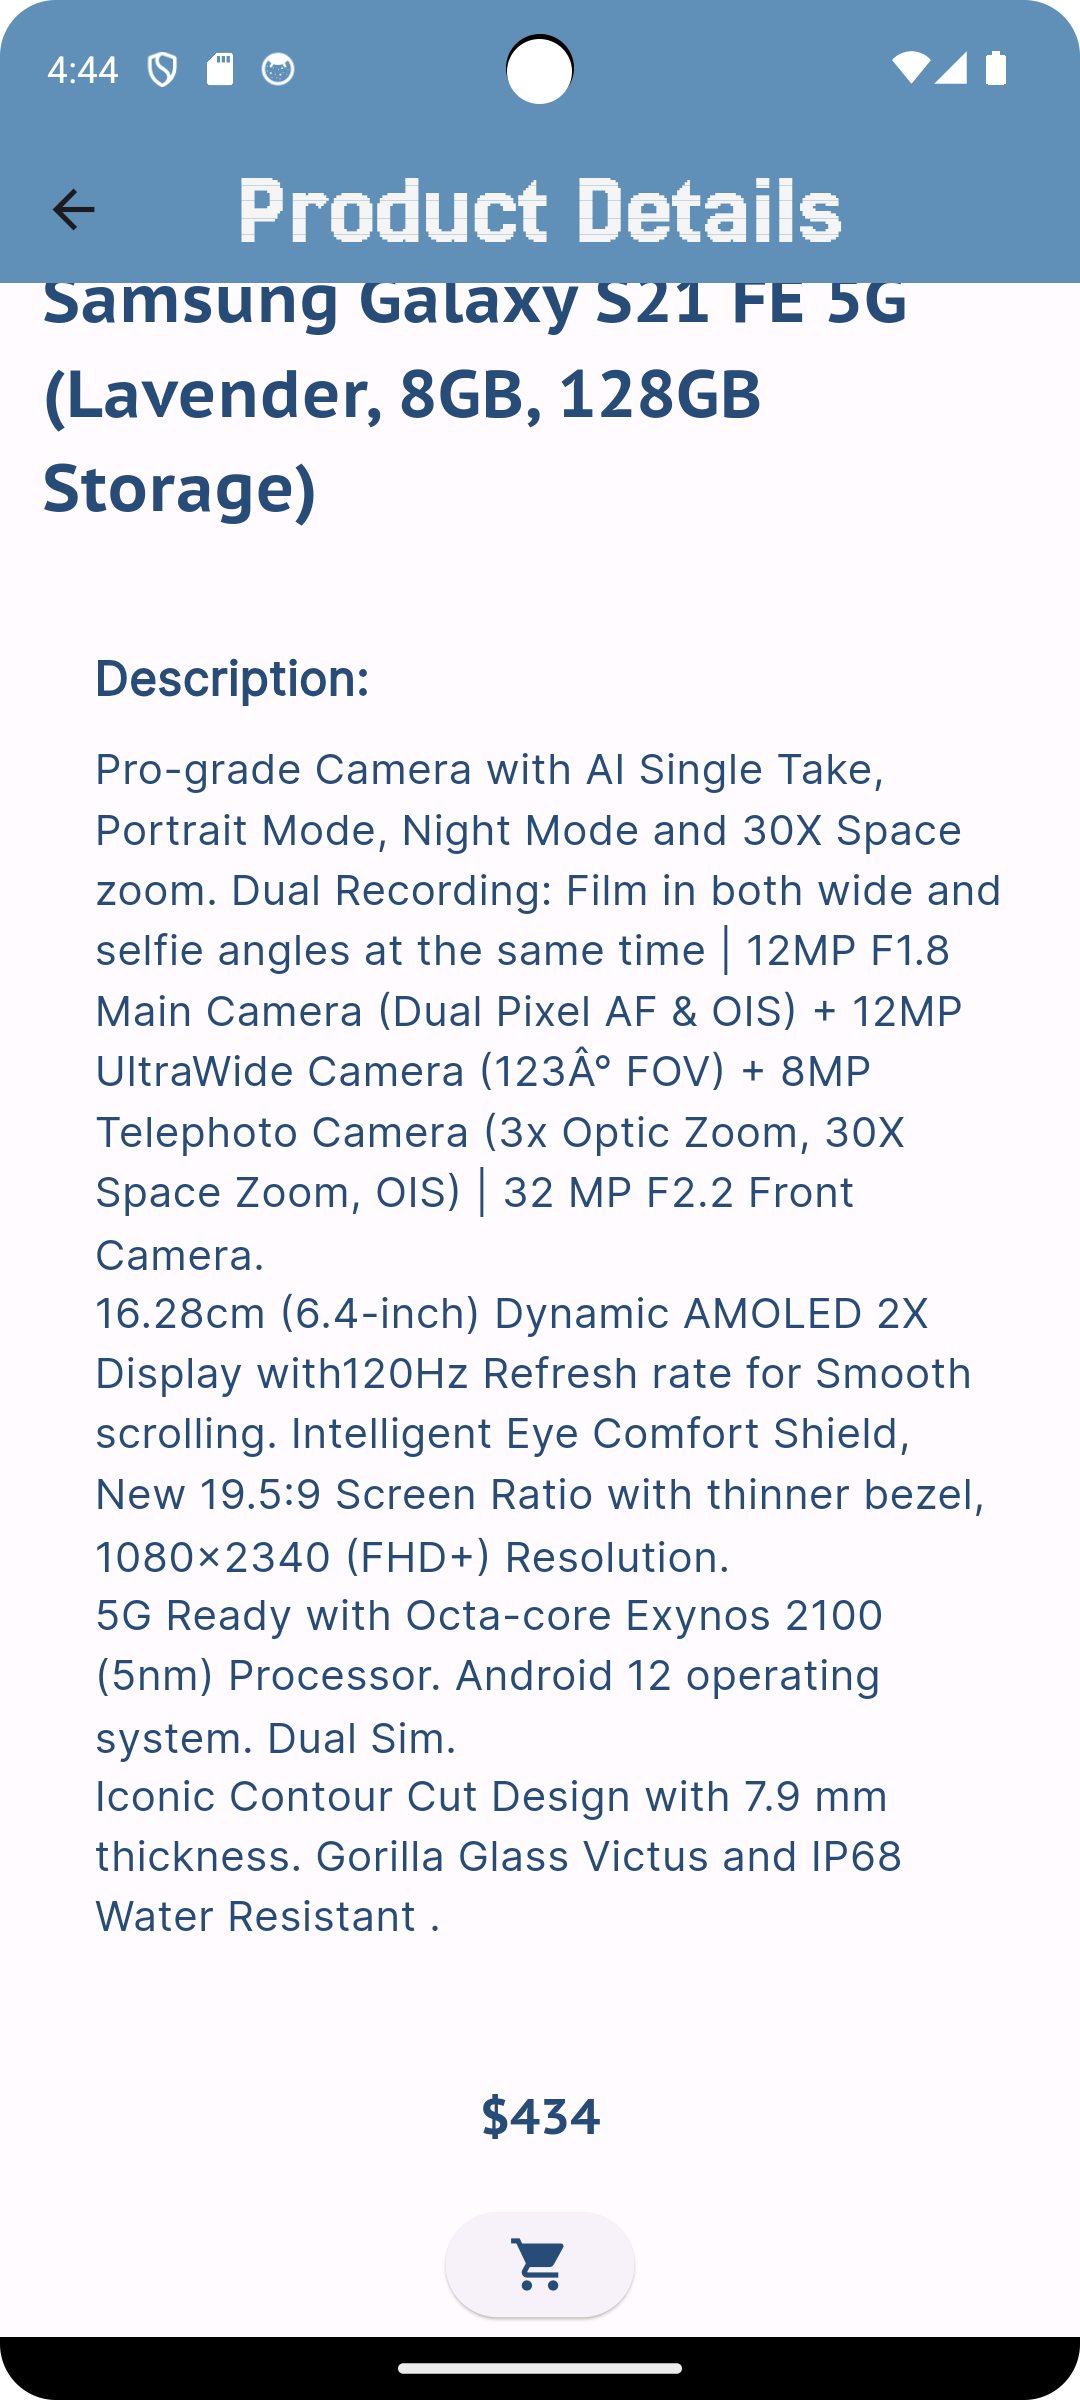 4:44
Product Details
Samsung Galaxy S21 FE 5G
(Lavender, 8GB, 128GB
Storage)
Description:
Pro-grade Camera with AI Single Take,
Portrait Mode, Night Mode and 30X Space
zoom. Dual Recording: Film in both wide and
selfie angles at the same time | 12MP F1.8
Main Camera (Dual Pixel AF & OIS) + 12MP
UltraWide Camera (123Â° FOV) + 8MP
Telephoto Camera (3x Optic Zoom, 30X
Space Zoom, OIS) | 32 MP F2.2 Front
Camera.
16.28cm (6.4-inch) Dynamic AMOLED 2X
Display with120Hz Refresh rate for Smooth
scrolling. Intelligent Eye Comfort Shield,
New 19.5:9 Screen Ratio with thinner bezel,
1080×2340 (FHD+) Resolution.
5G Ready with Octa-core Exynos 2100
(5nm) Processor. Android 12 operating
system. Dual Sim.
Iconic Contour Cut Design with 7.9 mm
thickness. Gorilla Glass Victus and IP68
Water Resistant .
$434